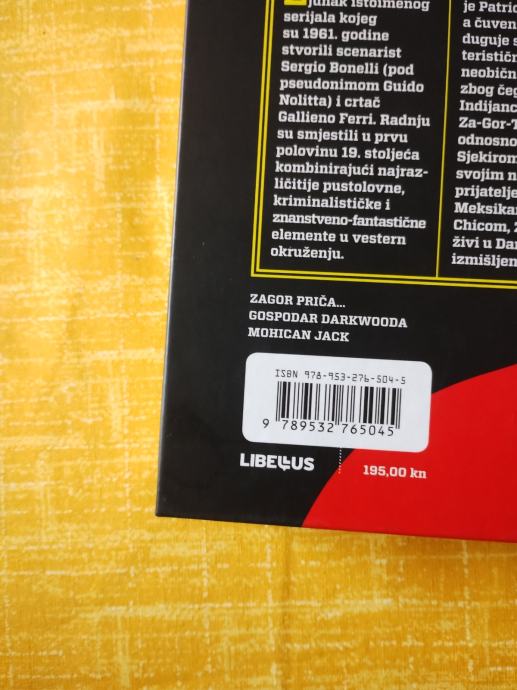 junak istoimenog
serijala kojeg
su 1961. godine
stvorili scenarist
Sergio Bonelli (pod
pseudonimom Guido
Nolitta) i crtač
Gallieno Ferri. Radnju
su smjestili u prvu
polovinu 19. stoljeća
kombinirajući najraz-
ličitije pustolovne,
kriminalističke i
znanstveno-fantastične
elemente u vestern
okruženju.
je Patric
a čuven
duguje s
terističn
neobičn
zbog čeg
Indijanc
Za-Gor-T
odnosno
Sjekirom
svojim n
prijatelje
Meksikan
Chicom, Z
živi u Dar
izmišljen
ZAGOR PRIČA...
GOSPODAR DARKWOODA
MOHICAN JACK
ISBN 978-953-276-504-5
9 789532 765045
LIBELLUS
195,00 kn